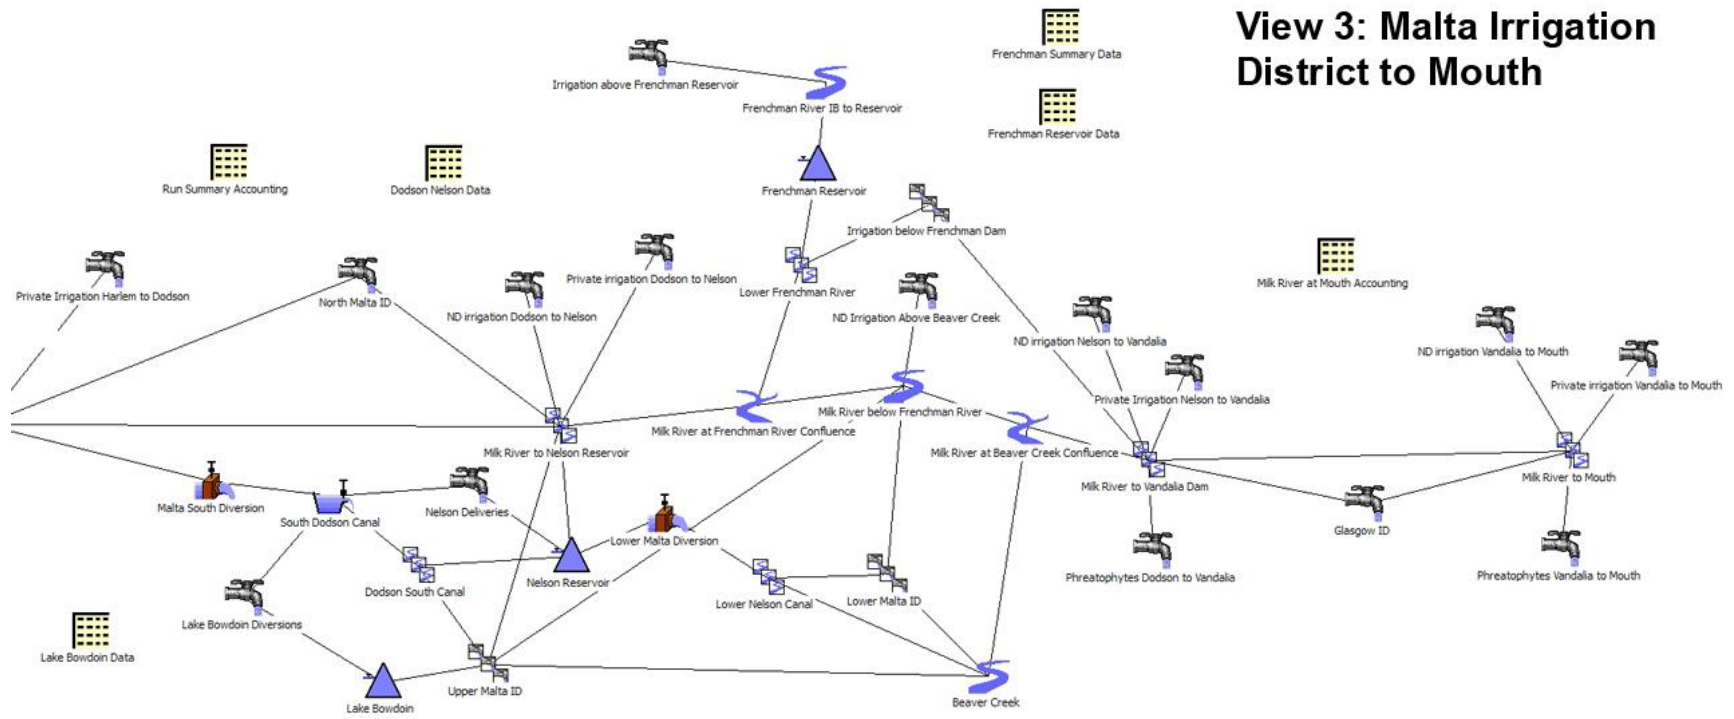 View 3: Malta Irrigation
District to Mouth
Frenchman Summary Data
Irrigation above Frenchman Reservoir
Frenchman River IB to Reservoir
Frenchman Reservoir Data
Run Summary Accounting
Dodson Nelson Data
Frenchman Reservoir
Irrigation below Frenchman Dam
Private irrigation Dodson to Nelson
Milk River at Mouth Accounting
Lower Frenchman River
Private Irrigation Harlem to Dodson
North Malta ID
ND irrigation Dodson to Nelson
ND Irrigation Above Beaver Creek
ND irrigation Nelson to Vandalia
ND irrigation Vandalia to Mouth
Private irrigation Vandalia to Mouth
Private Irrigation Nelson to Vandalia
Milk River below Frenchman River
Milk River at Frenchman River Confluence
Milk River to Nelson Reservoir
Milk River at Beaver Creek Confluence
Milk River to Vandalia Dam
Milk River to Mouth
Malta South Diversion
South Dodson Canal
Nelson Deliveries
Lower Malta Diversion
Glasgow ID
Nelson Reservoir
Phreatophytes Dodson to Vandalia
Phreatophytes Vandalia to Mouth
Dodson South Canal
Lower Nelson Canal
Lower Malta ID
Lake Bowdoin Diversions
Lake Bowdoin Data
Upper Malta ID
Lake Bowdoin
Beaver Creek